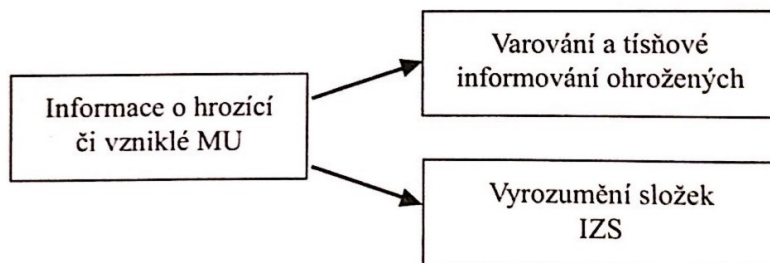 Informace o hrozící
či vzniklé MU
Varování a tísňové
informování ohrožených
Vyrozumění složek
IZS